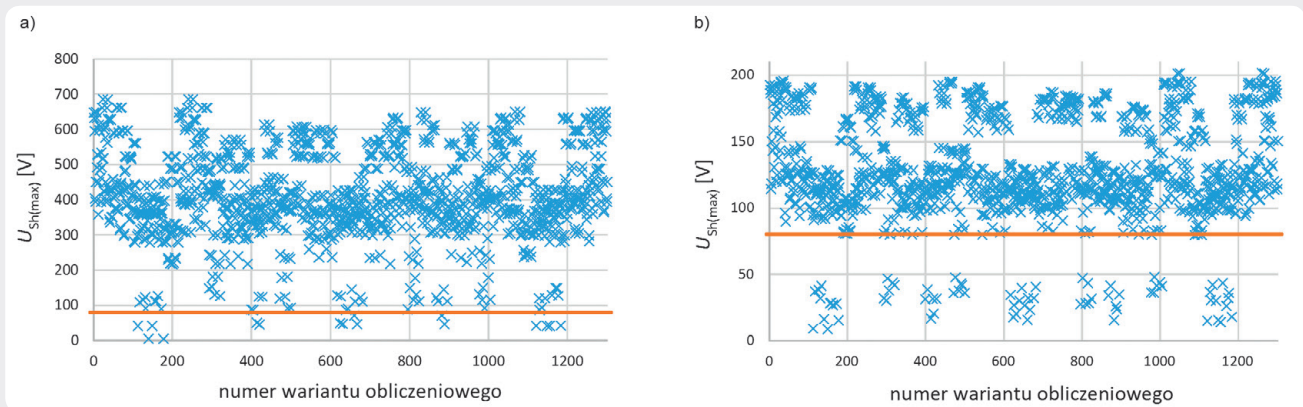 a)
800
700
600
500
400
300
200
100
0
U_Sh(max) [V]
0 200 400 600 800 1000 1200
numer wariantu obliczeniowego
b)
200
150
100
50
0
U_Sh(max) [V]
0 200 400 600 800 1000 1200
numer wariantu obliczeniowego